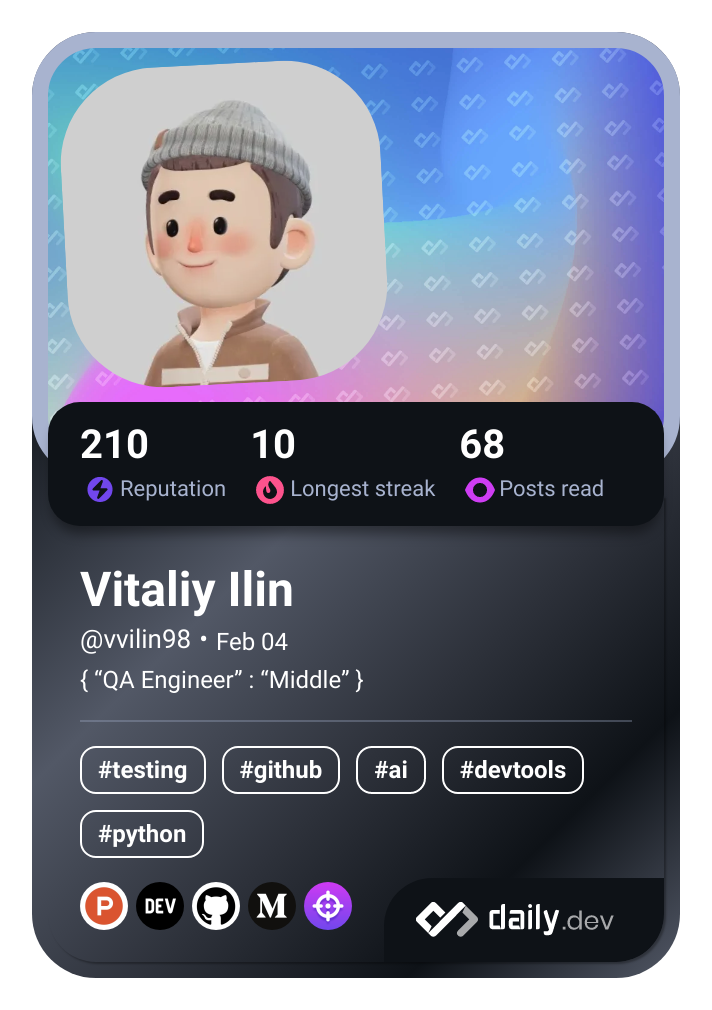 210 10 68
Reputation Longest streak Posts read
Vitaliy Ilin
@vvilin98 • Feb 04
{ “QA Engineer” : “Middle” }
#testing #github #ai #devtools
#python
P DEV M daily.dev